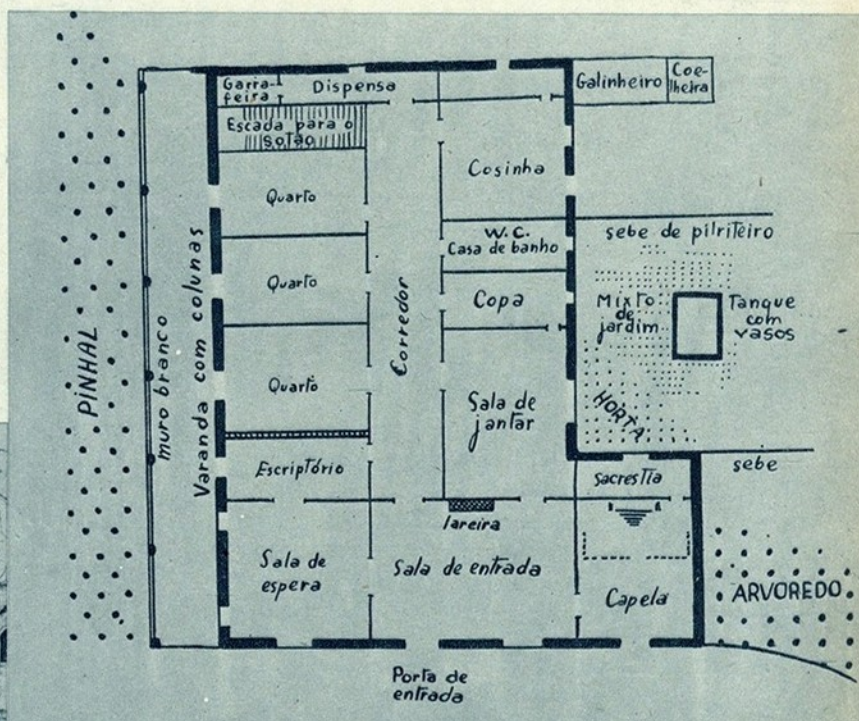 Garra-
feira
Dispensa
Galinheiro
Coe-
lheira
Escada para o
sotão
Quarto
Cosinha
W.C.
Casa de banho
sebe de pilriteiro
Quarto
Copa
Mixto
de
jardim
Tanque
com
vasos
PINHAL
muro branco
Varanda com colunas
Corredor
Quarto
Sala de
jantar
HORTA
Escriptório
sacrestia
sebe
lareira
Sala de
espera
Sala de entrada
Capela
ARVOREDO
Porta de
entrada